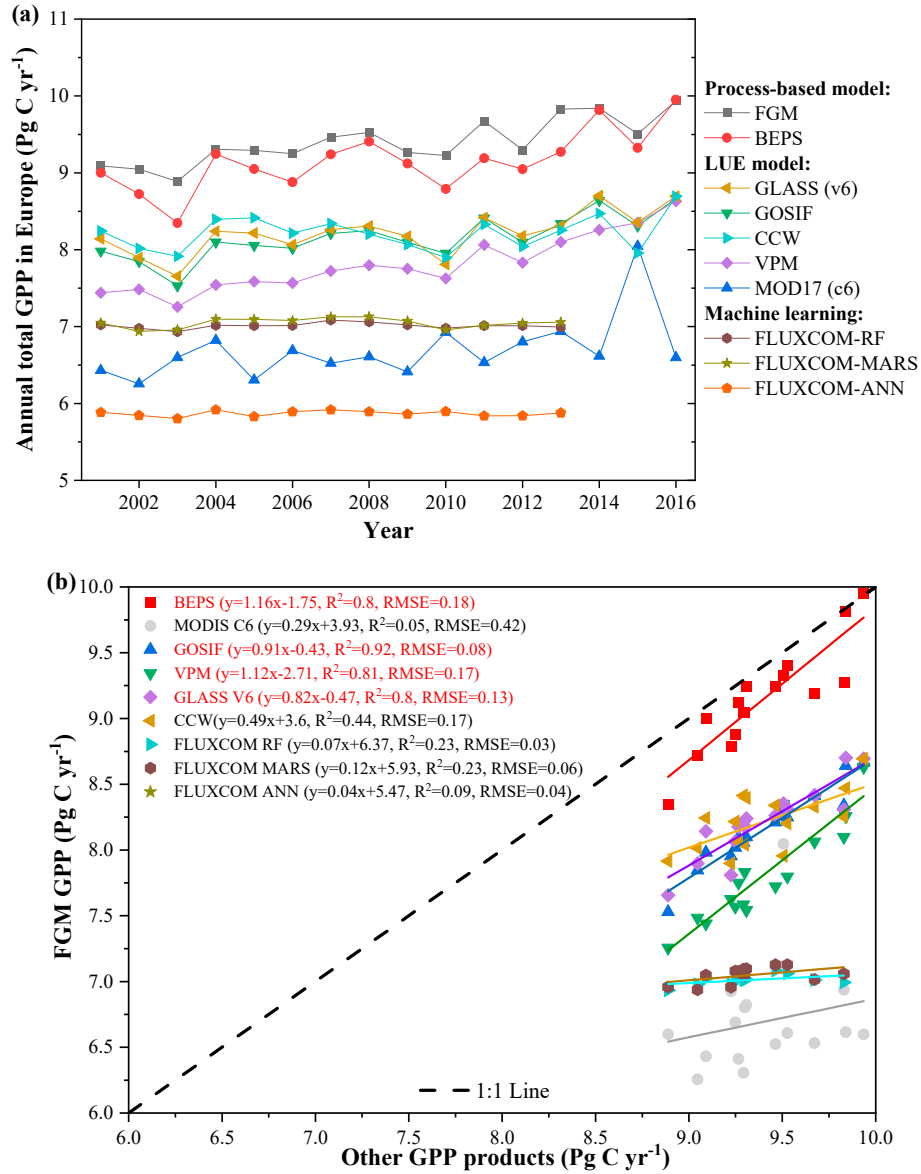 (a)
Annual total GPP in Europe (Pg C yr⁻¹)
11
10
9
8
7
6
5
2002 2004 2006 2008 2010 2012 2014 2016
Year
Process-based model:
FGM
BEPS
LUE model:
GLASS (v6)
GOSIF
CCW
VPM
MOD17 (c6)
Machine learning:
FLUXCOM-RF
FLUXCOM-MARS
FLUXCOM-ANN
(b)
FGM GPP (Pg C yr⁻¹)
10.0
9.5
9.0
8.5
8.0
7.5
7.0
6.5
6.0
BEPS (y=1.16x-1.75, R²=0.8, RMSE=0.18)
MODIS C6 (y=0.29x+3.93, R²=0.05, RMSE=0.42)
GOSIF (y=0.91x-0.43, R²=0.92, RMSE=0.08)
VPM (y=1.12x-2.71, R²=0.81, RMSE=0.17)
GLASS V6 (y=0.82x-0.47, R²=0.8, RMSE=0.13)
CCW(y=0.49x+3.6, R²=0.44, RMSE=0.17)
FLUXCOM RF (y=0.07x+6.37, R²=0.23, RMSE=0.03)
FLUXCOM MARS (y=0.12x+5.93, R²=0.23, RMSE=0.06)
FLUXCOM ANN (y=0.04x+5.47, R²=0.09, RMSE=0.04)
1:1 Line
6.0 6.5 7.0 7.5 8.0 8.5 9.0 9.5 10.0
Other GPP products (Pg C yr⁻¹)